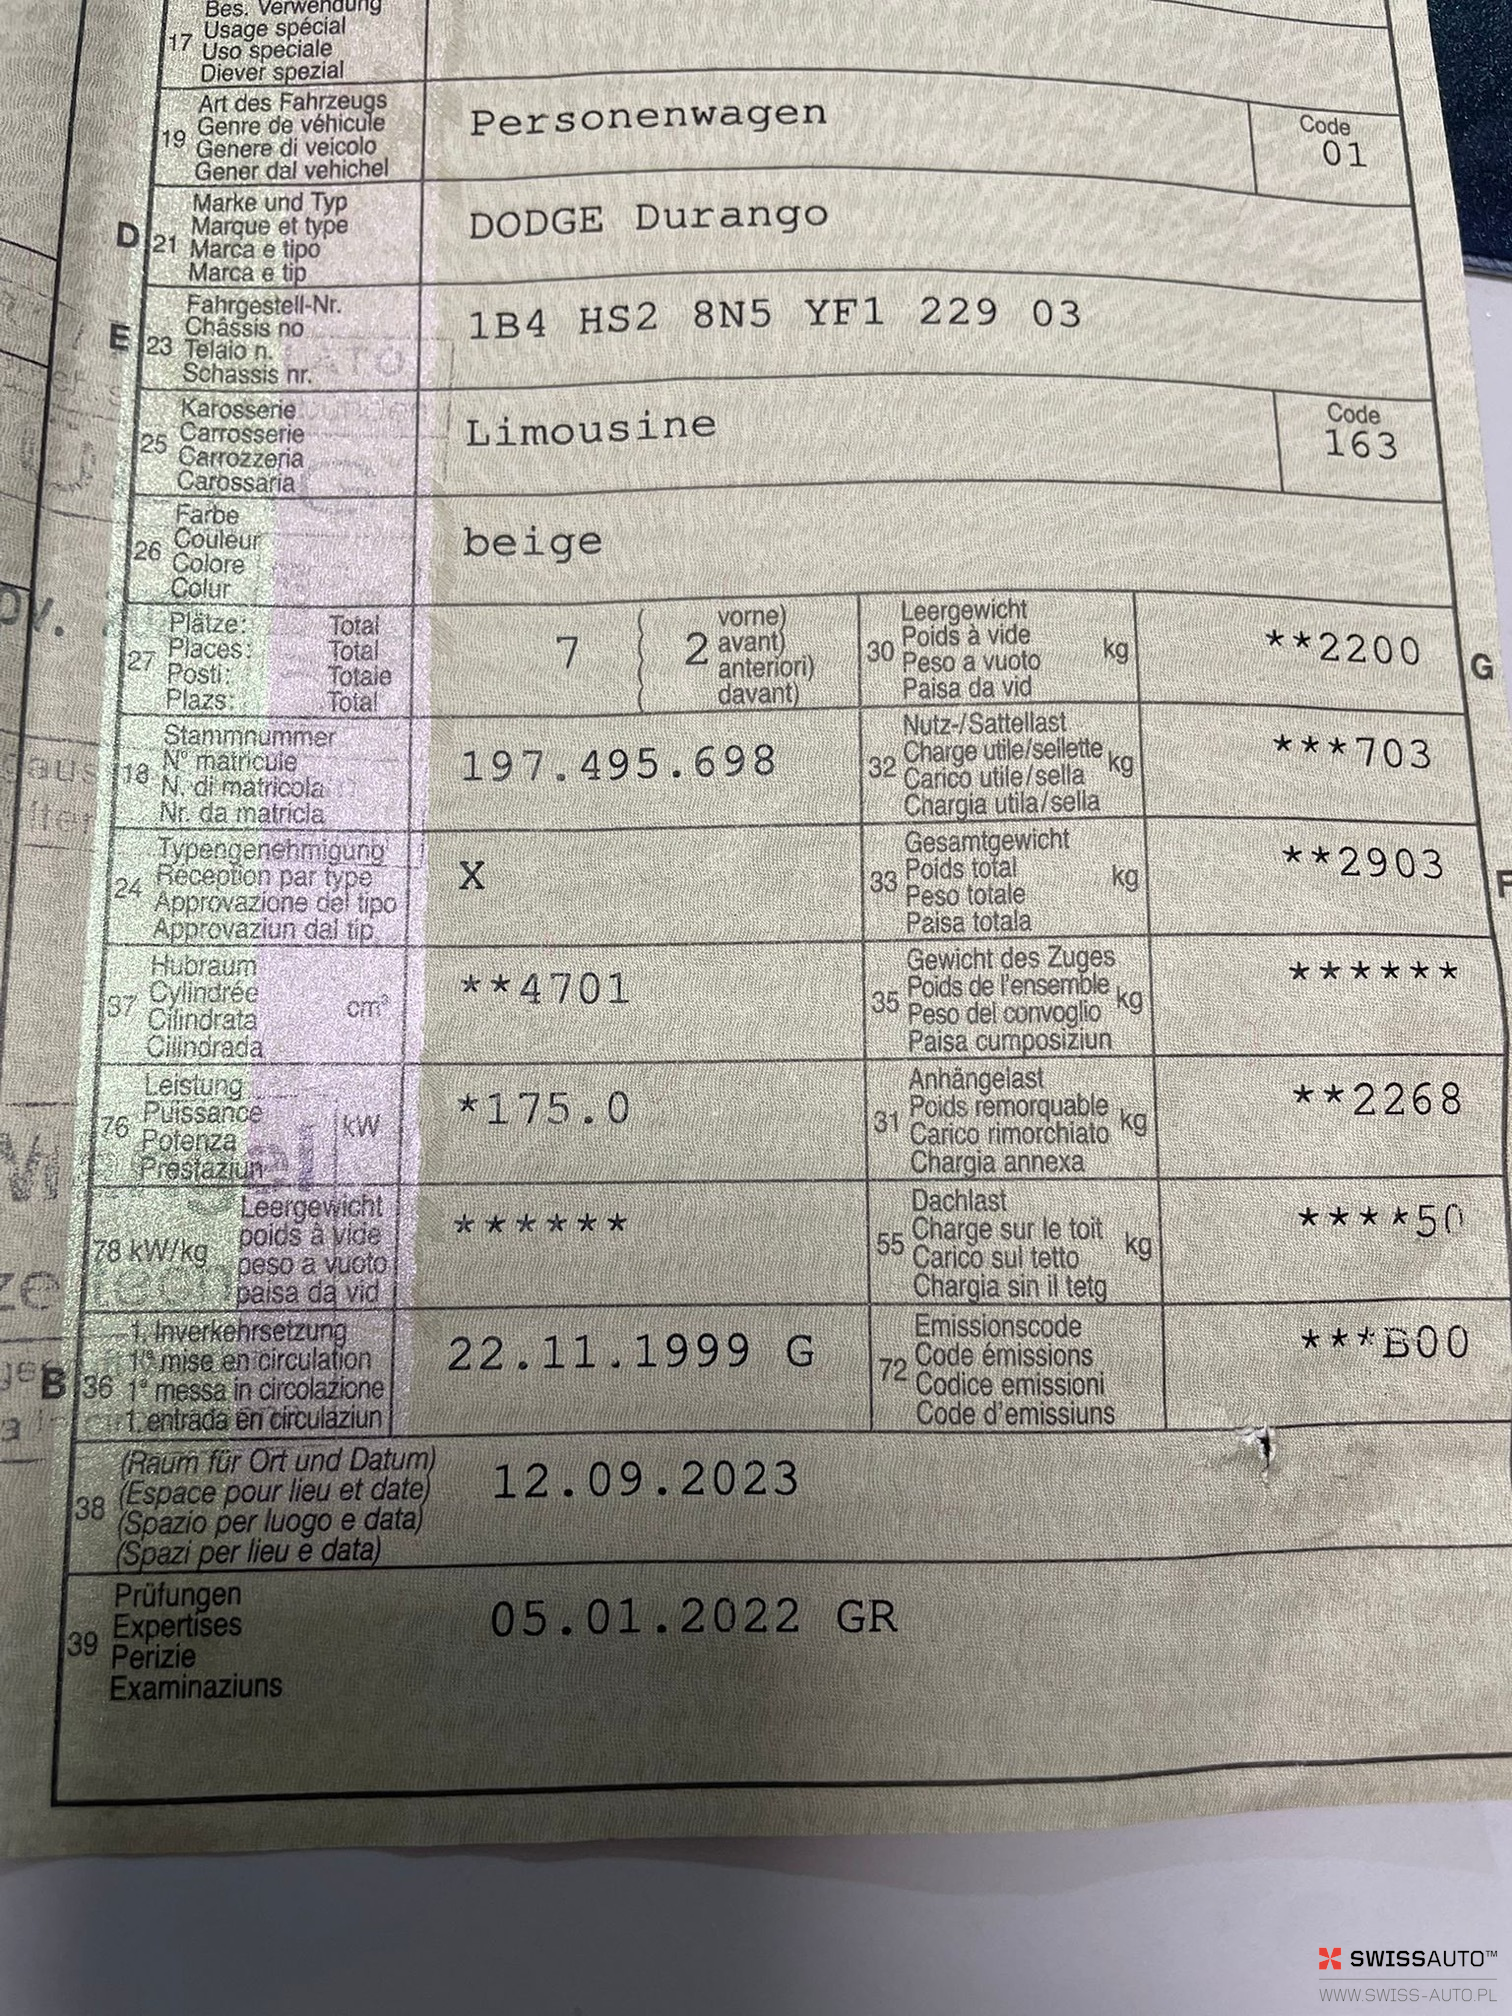 Bes. Verwendung
17 Usage spécial
Uso speciale
Diever spezial
Art des Fahrzeugs
19 Genre de véhicule
Genere di veicolo
Gener dal vehichel
Personenwagen
Code
01
Marke und Typ
D 21 Marque et type
Marca e tipo
Marca e tip
DODGE Durango
Fahrgestell-Nr.
E 23 Châssis no
Telaio n.
Schassis nr.
1B4 HS2 8N5 YF1 229 03
Karosserie
25 Carrosserie
Carrozzeria
Carossaria
Limousine
Code
163
Farbe
26 Couleur
Colore
Colur
beige
Plätze: Total
27 Places: Total
Posti: Totale
Plazs: Total
7
2
vorne)
avant)
anteriori)
davant)
Leergewicht
30 Poids à vide kg
Peso a vuoto
Paisa da vid
**2200
G
Stammnummer
18 N° matricule
N. di matricola
Nr. da matricla
197.495.698
Nutz-/Sattellast
32 Charge utile/sellette kg
Carico utile/sella
Chargia utila/sella
***703
Typengenehmigung
24 Réception par type
Approvazione del tipo
Approvaziun dal tip
X
Gesamtgewicht
33 Poids total kg
Peso totale
Paisa totala
**2903
F
Hubraum
37 Cylindrée cm³
Cilindrata
Cilindrada
**4701
Gewicht des Zuges
35 Poids de l'ensemble kg
Peso del convoglio
Paisa cumposiziun
******
Leistung
76 Puissance kW
Potenza
Prestaziun
*175.0
Anhängelast
31 Poids remorquable kg
Carico rimorchiato
Chargia annexa
**2268
Leergewicht
78 kW/kg poids à vide
peso a vuoto
paisa da vid
******
Dachlast
55 Charge sur le toit kg
Carico sul tetto
Chargia sin il tetg
****50
1. Inverkehrsetzung
B 36 1re mise en circulation
1a messa in circolazione
1. entrada en circulaziun
22.11.1999 G
Emissionscode
72 Code émissions
Codice emissioni
Code d'emissiuns
***B00
(Raum für Ort und Datum)
38 (Espace pour lieu et date)
(Spazio per luogo e data)
(Spazi per lieu e data)
12.09.2023
Prüfungen
39 Expertises
Perizie
Examinaziuns
05.01.2022 GR
SWISSAUTO™
WWW.SWISS-AUTO.PL